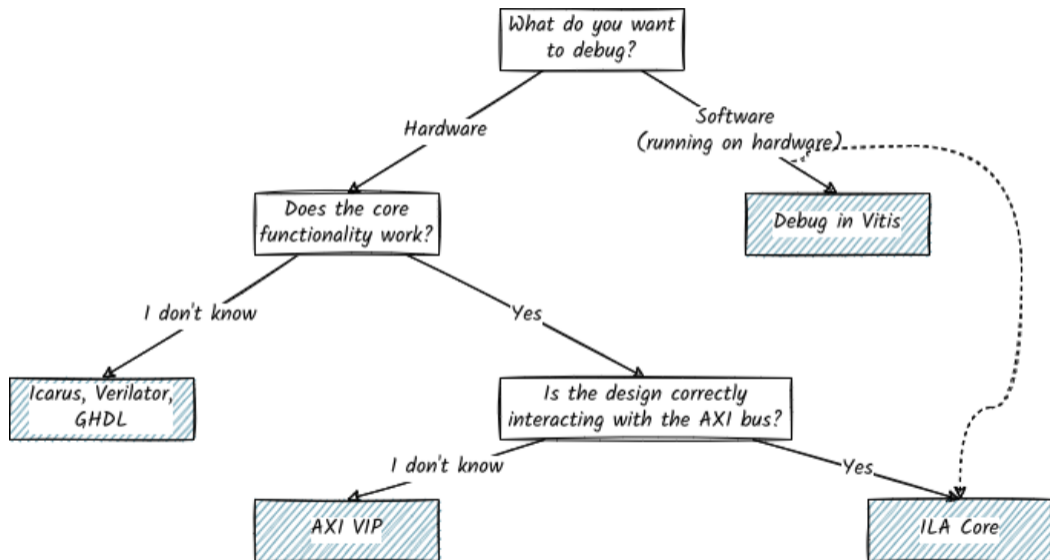 What do you want
to debug?
Hardware
Software
(running on hardware)
Does the core
functionality work?
Debug in Vitis
I don't know
Yes
Icarus, Verilator,
GHDL
Is the design correctly
interacting with the AXI bus?
I don't know
Yes
AXI VIP
ILA Core